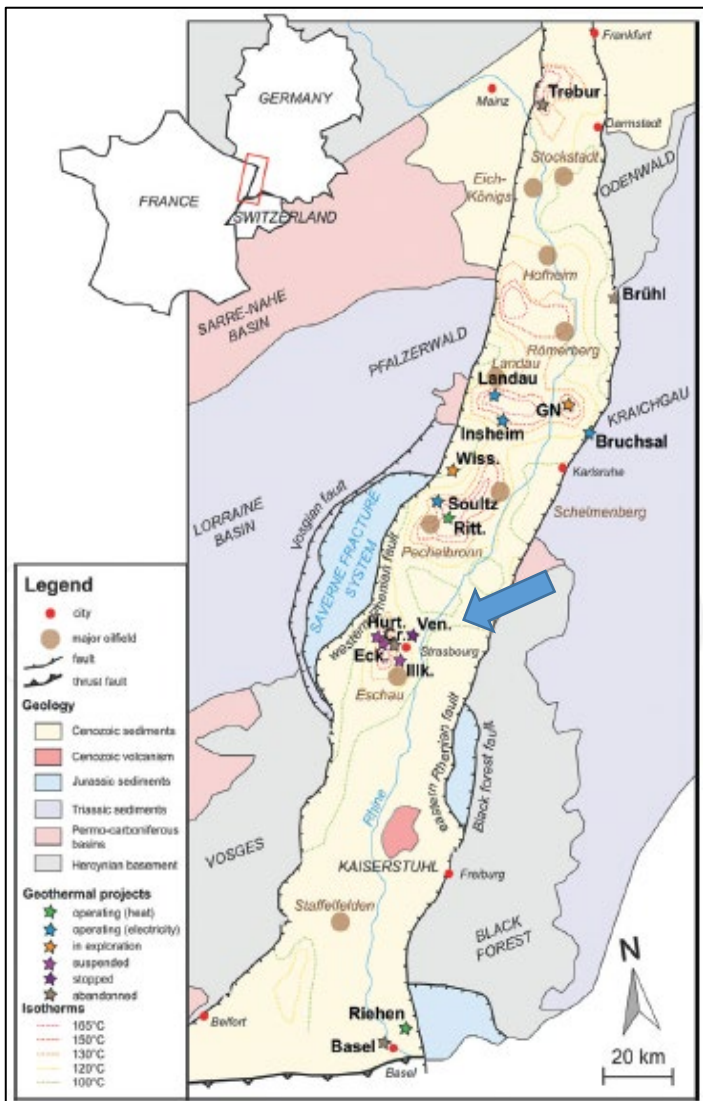 Frankfurt
GERMANY
FRANCE
SWITZERLAND
Mainz
Trebur
Darmstadt
Stockstadt
Eich-
Königs.
ODENWALD
Hofheim
SARRE-NAHE
BASIN
Brühl
PFALZERWALD
Römerberg
Landau
Landau
GN
KRAICHGAU
Insheim
Bruchsal
Wiss.
Karlsruhe
LORRAINE
BASIN
Vosgian fault
SAVERNE FRACTURE
SYSTEM
Soultz
Ritt.
Schelmenberg
Pechelbronn
western Rhenian fault
Hurt.
Ven.
Cr.
Strasbourg
Eck.
Illk.
Eschau
eastern Rhenian fault
Black forest fault
Rhine
VOSGES
KAISERSTUHL
Freiburg
Staffelfelden
BLACK
FOREST
Belfort
Riehen
Basel
Basel
N
20 km
Legend
city
major oilfield
fault
thrust fault
Geology
Cenozoic sediments
Cenozoic volcanism
Jurassic sediments
Triassic sediments
Permo-carboniferous
basins
Hercynian basement
Geothermal projects
operating (heat)
operating (electricity)
in exploration
suspended
stopped
abandonned
Isotherms
165°C
150°C
130°C
120°C
100°C